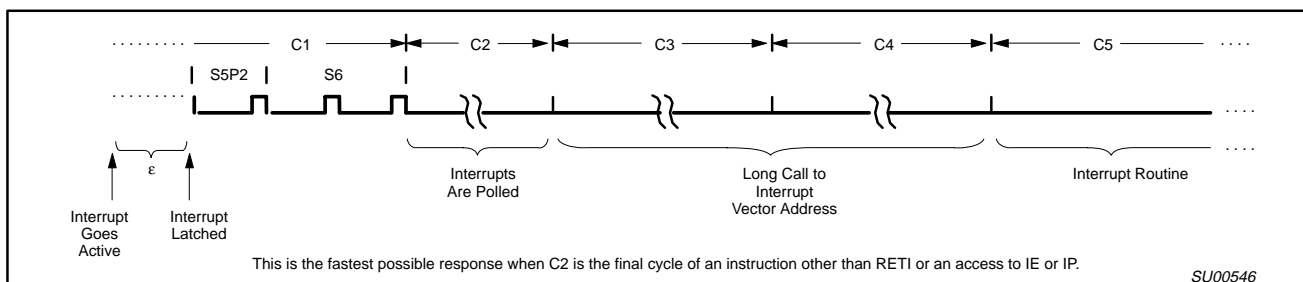 C1 C2 C3 C4 C5
S5P2 S6
ε
Interrupts
Are Polled
Long Call to
Interrupt
Vector Address
Interrupt Routine
Interrupt
Goes
Active
Interrupt
Latched
This is the fastest possible response when C2 is the final cycle of an instruction other than RETI or an access to IE or IP.
SU00546